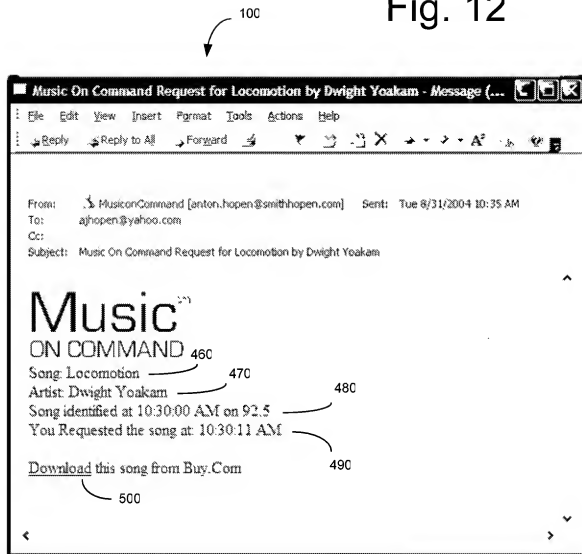 Fig. 12
100
Music On Command Request for Locomotion by Dwight Yoakam - Message (...
File Edit View Insert Format Tools Actions Help
Reply Reply to All Forward
From: MusiconCommand [anton.hopen@smithhopen.com] Sent: Tue 8/31/2004 10:35 AM
To: ajhopen@yahoo.com
Cc:
Subject: Music On Command Request for Locomotion by Dwight Yoakam
Music
ON COMMAND 460
Song: Locomotion 470
Artist: Dwight Yoakam 480
Song identified at 10:30:00 AM on 92.5
You Requested the song at: 10:30:11 AM
Download this song from Buy.Com 490
500